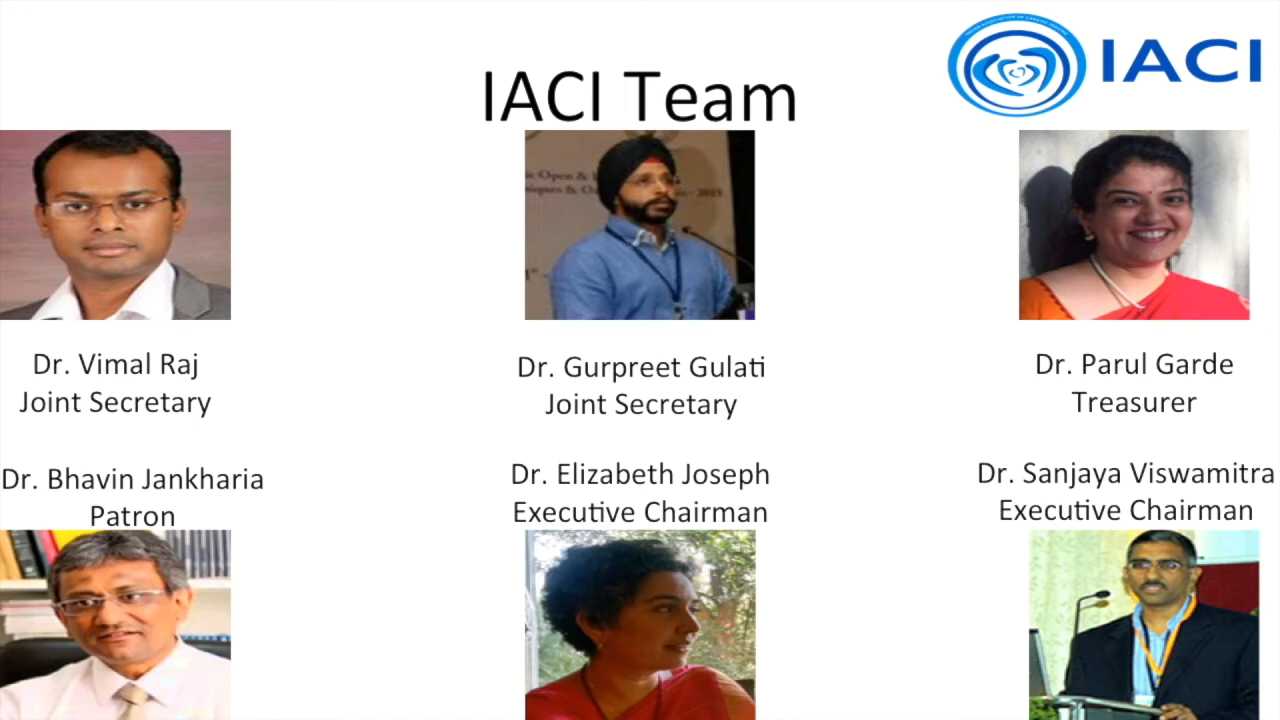 IACI Team
IACI
Dr. Vimal Raj
Joint Secretary
Dr. Gurpreet Gulati
Joint Secretary
Dr. Parul Garde
Treasurer
Dr. Bhavin Jankharia
Patron
Dr. Elizabeth Joseph
Executive Chairman
Dr. Sanjaya Viswamitra
Executive Chairman